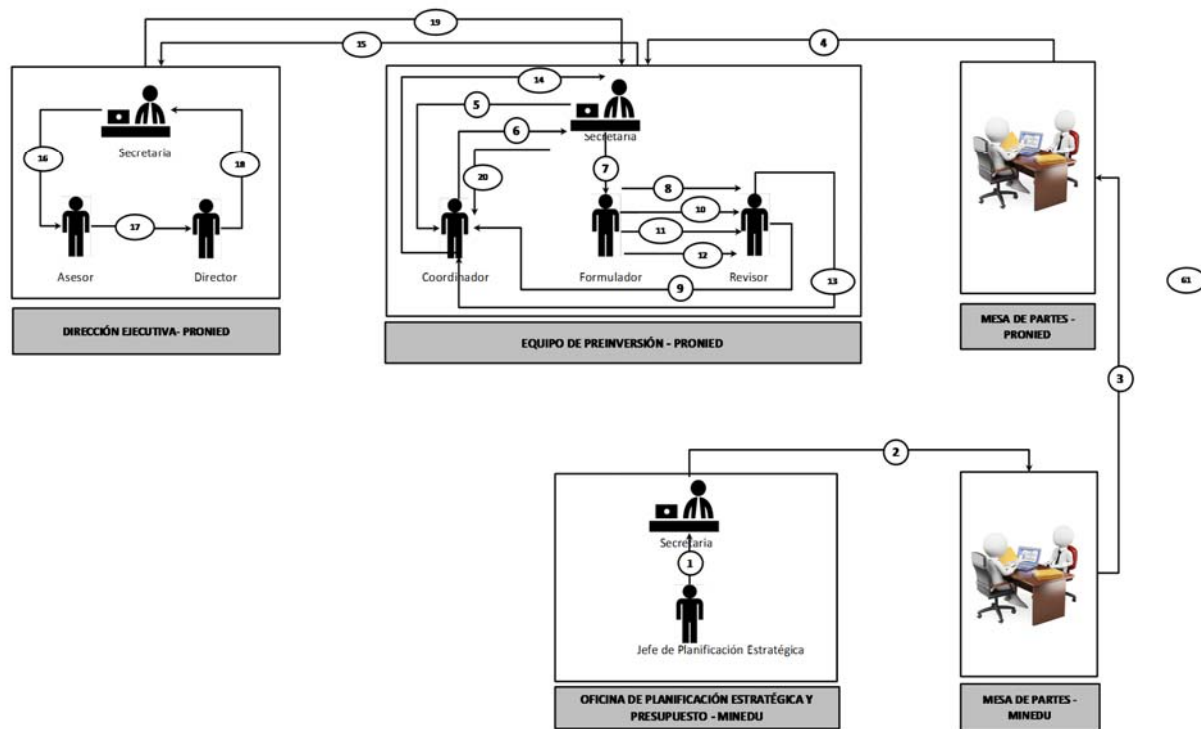 19
15
4
14
5
6
Secretaria
16
18
Secretaria
7
20
8
10
17
11
12
Asesor
Director
Coordinador
Formulador
Revisor
9
13
61
DIRECCIÓN EJECUTIVA- PRONIED
EQUIPO DE PREINVERSIÓN - PRONIED
MESA DE PARTES -
PRONIED
3
2
Secretaria
1
Jefe de Planificación Estratégica
OFICINA DE PLANIFICACIÓN ESTRATÉGICA Y
PRESUPUESTO - MINEDU
MESA DE PARTES -
MINEDU